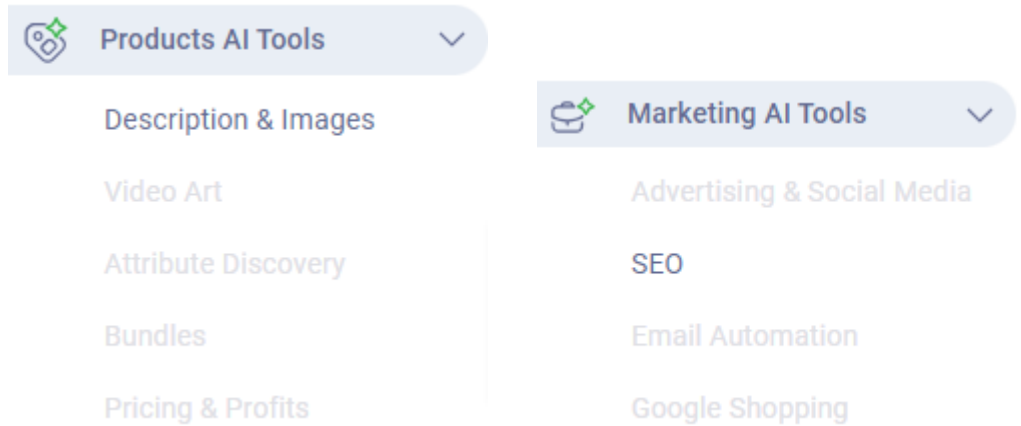 Products AI Tools
Description & Images
Video Art
Attribute Discovery
Bundles
Pricing & Profits
Marketing AI Tools
Advertising & Social Media
SEO
Email Automation
Google Shopping